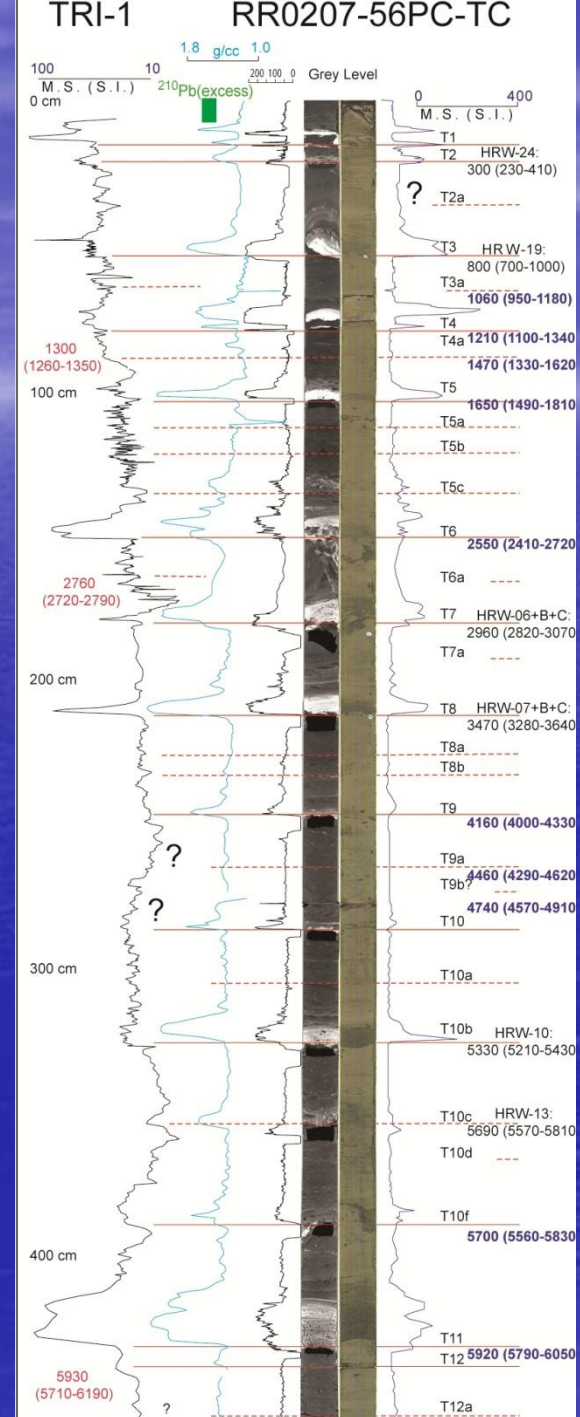 TRI-1 RR0207-56PC-TC
1.8 g/cc 1.0
100 10
M.S. (S.I.)
210Pb(excess)
200 100 0 Grey Level
0 400
M.S. (S.I.)
0 cm
T1
T2 HRW-24:
300 (230-410)
?
T2a
T3 HRW-19:
800 (700-1000)
T3a
1060 (950-1180)
T4
T4a 1210 (1100-1340
1300
(1260-1350)
1470 (1330-1620
100 cm
T5
1650 (1490-1810
T5a
T5b
T5c
T6
2550 (2410-2720
T6a
2760
(2720-2790)
T7 HRW-06+B+C:
2960 (2820-3070
T7a
200 cm
T8 HRW-07+B+C:
3470 (3280-3640
T8a
T8b
T9
4160 (4000-4330
?
T9a
4460 (4290-4620
T9b?
?
4740 (4570-4910
T10
300 cm
T10a
T10b HRW-10:
5330 (5210-5430
T10c HRW-13:
5690 (5570-5810
T10d
T10f
5700 (5560-5830
400 cm
T11
5920 (5790-6050
T12
5930
(5710-6190)
?
T12a